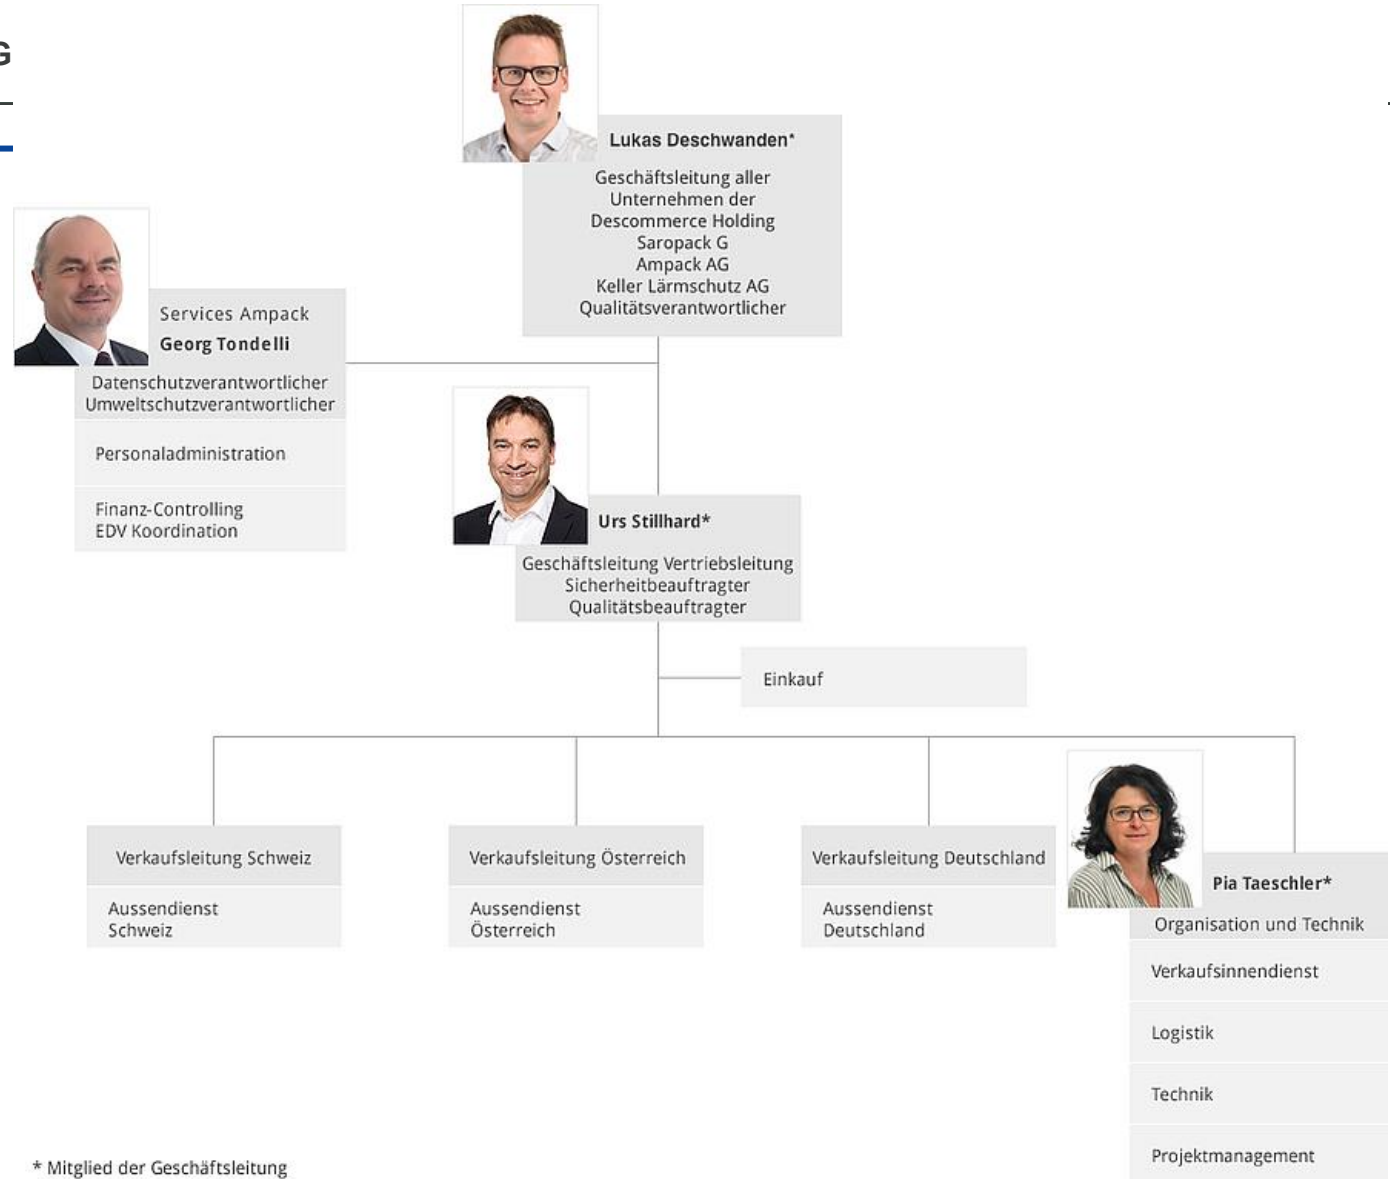 G
Lukas Deschwanden*
Geschäftsleitung aller
Unternehmen der
Descommerce Holding
Saropack G
Ampack AG
Keller Lärmschutz AG
Qualitätsverantwortlicher
Services Ampack
Georg Tondelli
Datenschutzverantwortlicher
Umweltschutzverantwortlicher
Personaladministration
Finanz-Controlling
EDV Koordination
Urs Stillhard*
Geschäftsleitung Vertriebsleitung
Sicherheitbeauftragter
Qualitätsbeauftragter
Einkauf
Verkaufsleitung Schweiz
Aussendienst
Schweiz
Verkaufsleitung Österreich
Aussendienst
Österreich
Verkaufsleitung Deutschland
Aussendienst
Deutschland
Pia Taeschler*
Organisation und Technik
Verkaufsinnendienst
Logistik
Technik
Projektmanagement
* Mitglied der Geschäftsleitung